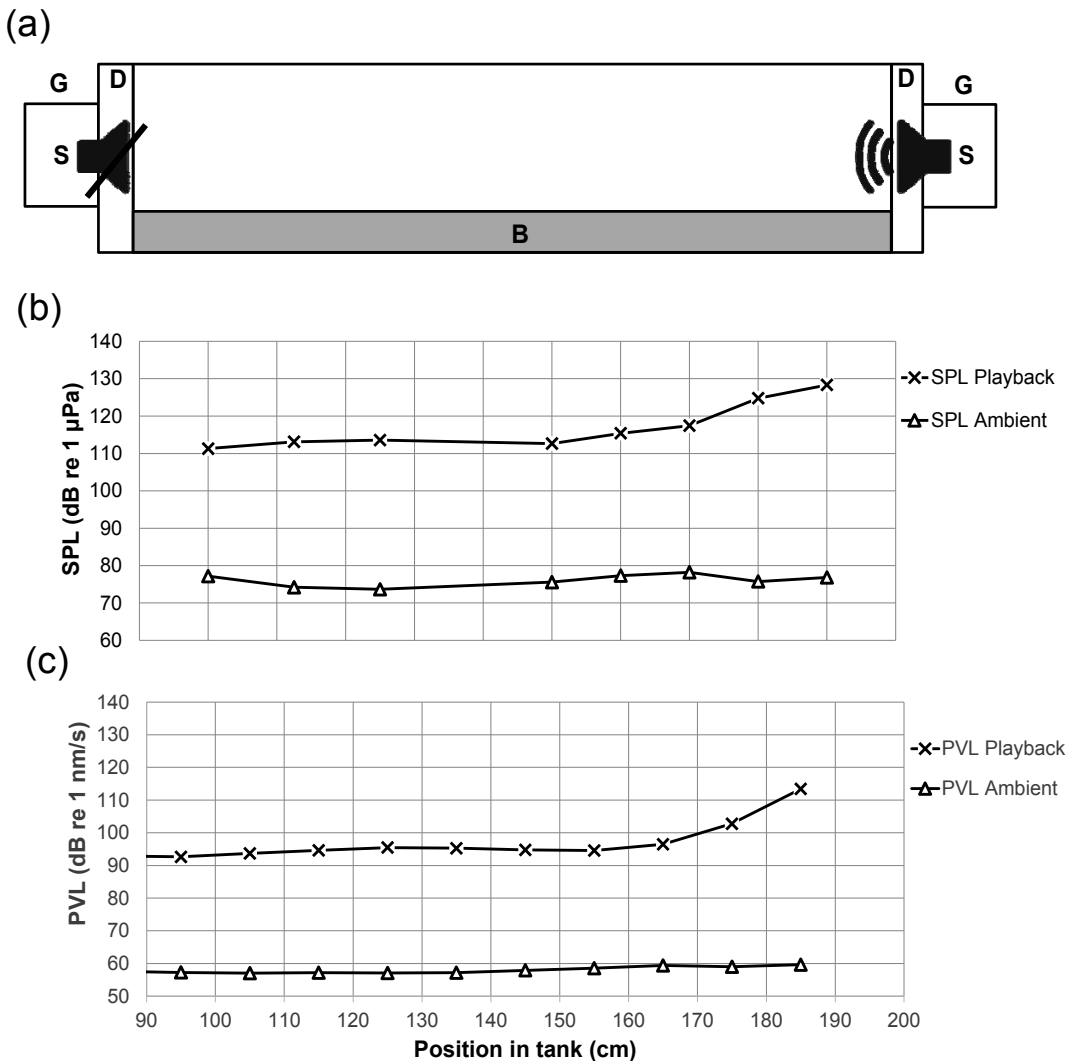 (a)
G D D G
S S
B
(b)
140
130
120
110
100
90
80
70
60
SPL (dB re 1 µPa)
SPL Playback
SPL Ambient
(c)
140
130
120
110
100
90
80
70
60
50
PVL (dB re 1 nm/s)
PVL Playback
PVL Ambient
90 100 110 120 130 140 150 160 170 180 190 200
Position in tank (cm)